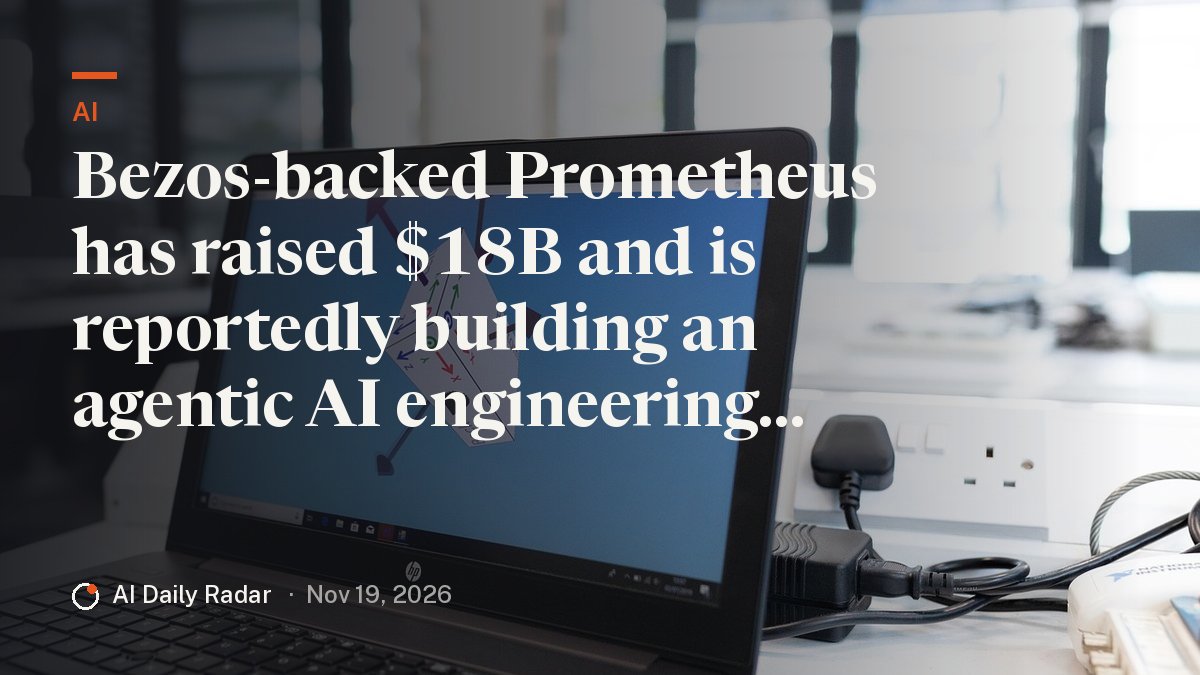 AI
Bezos-backed Prometheus
has raised $18B and is
reportedly building an
agentic AI engineering...
hp
AI Daily Radar · Nov 19, 2026